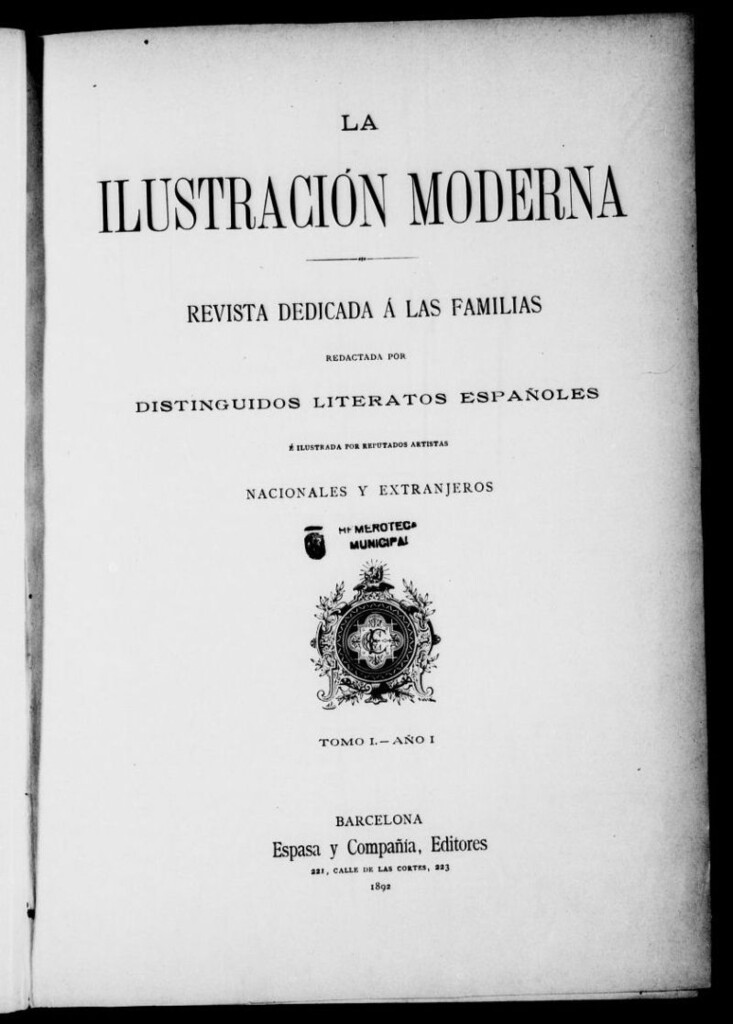 LA
ILUSTRACIÓN MODERNA
REVISTA DEDICADA Á LAS FAMILIAS
REDACTADA POR
DISTINGUIDOS LITERATOS ESPAÑOLES
É ILUSTRADA POR REPUTADOS ARTISTAS
NACIONALES Y EXTRANJEROS
HEMEROTECA
MUNICIPAL
TOMO I.—AÑO I
BARCELONA
Espasa y Compañía, Editores
221, CALLE DE LAS CORTES, 223
1892